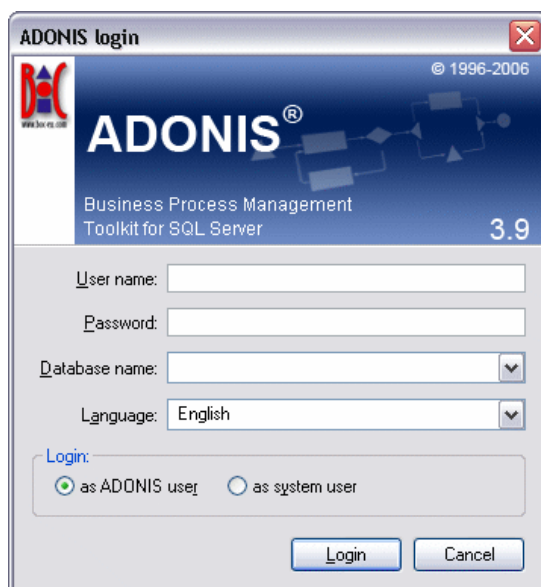 ADONIS login
© 1996-2006
BOC
ADONIS®
Business Process Management
Toolkit for SQL Server
3.9
User name:
Password:
Database name:
Language: English
Login:
as ADONIS user as system user
Login Cancel